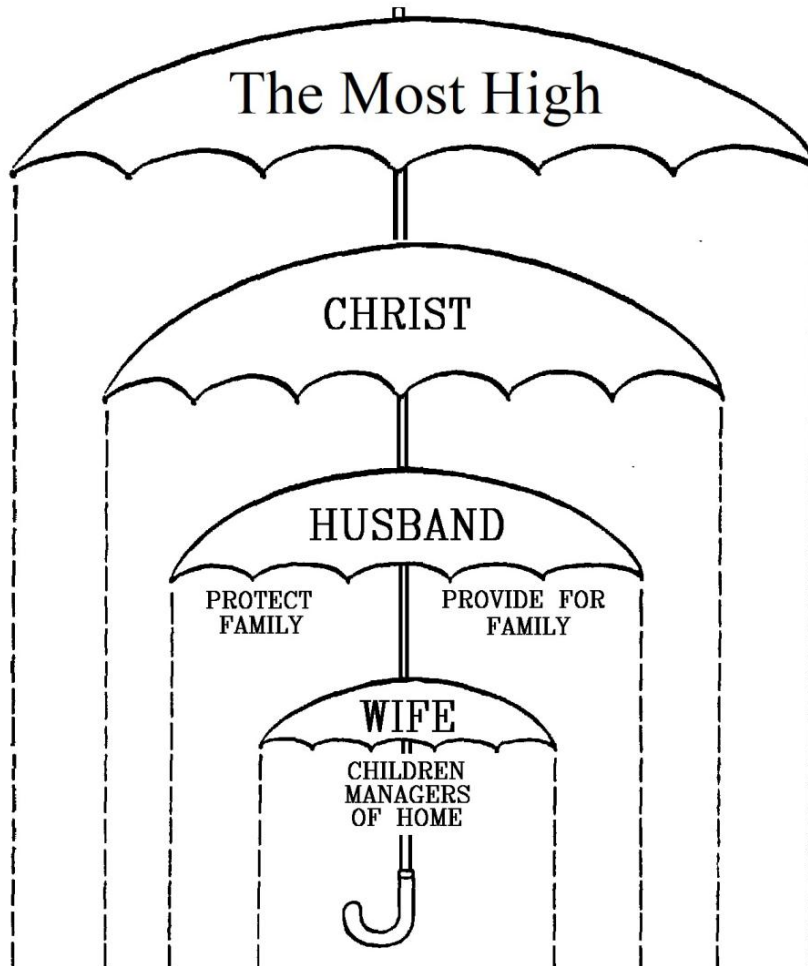 The Most High
CHRIST
HUSBAND
PROTECT
FAMILY
PROVIDE FOR
FAMILY
WIFE
CHILDREN
MANAGERS
OF HOME